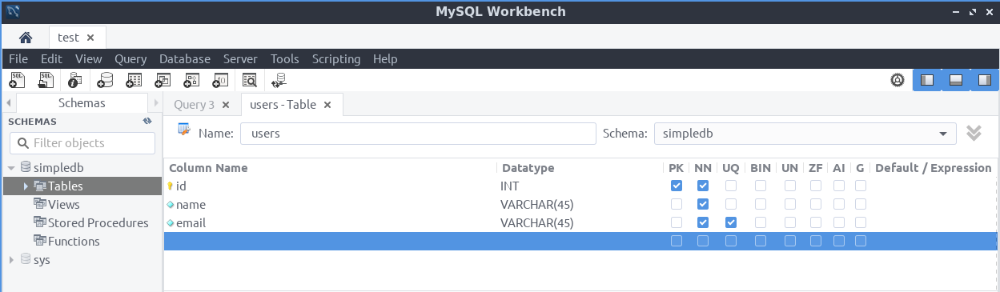 MySQL Workbench
test
File Edit View Query Database Server Tools Scripting Help
Schemas
Query 3
users - Table
SCHEMAS
Filter objects
Name: users
Schema: simpledb
simpledb
Tables
Views
Stored Procedures
Functions
sys
Column Name Datatype PK NN UQ BIN UN ZF AI G Default / Expression
id INT
name VARCHAR(45)
email VARCHAR(45)